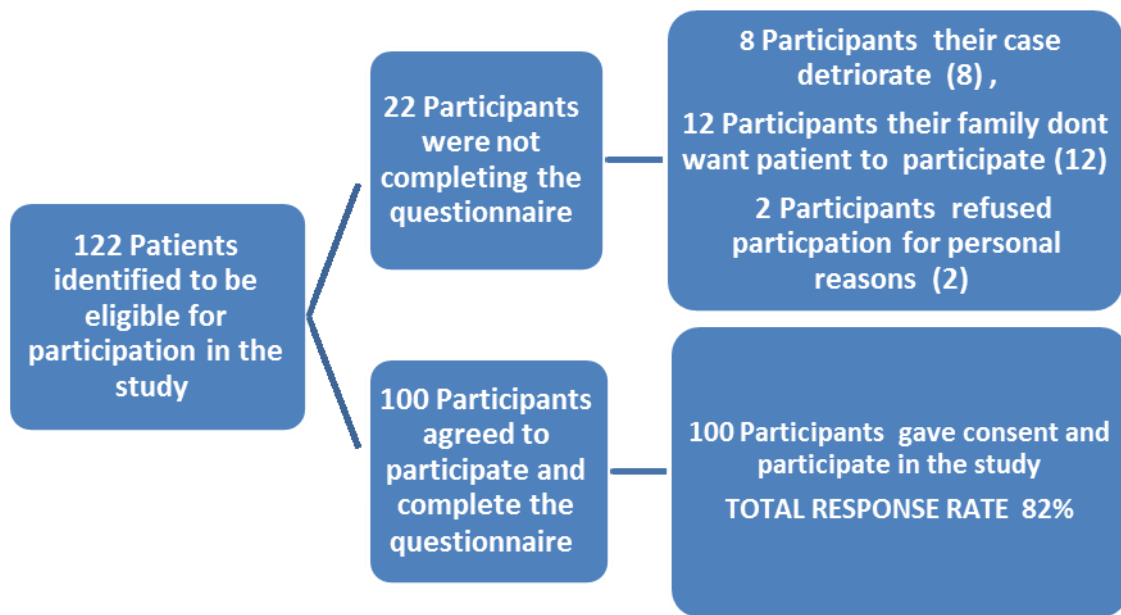 122 Patients
identified to be
eligible for
participation in the
study
22 Participants
were not
completing the
questionnaire
8 Participants their case
deteriorate (8) ,
12 Participants their family dont
want patient to participate (12)
2 Participants refused
particpation for personal
reasons (2)
100 Participants
agreed to
participate and
complete the
questionnaire
100 Participants gave consent and
participate in the study
TOTAL RESPONSE RATE 82%